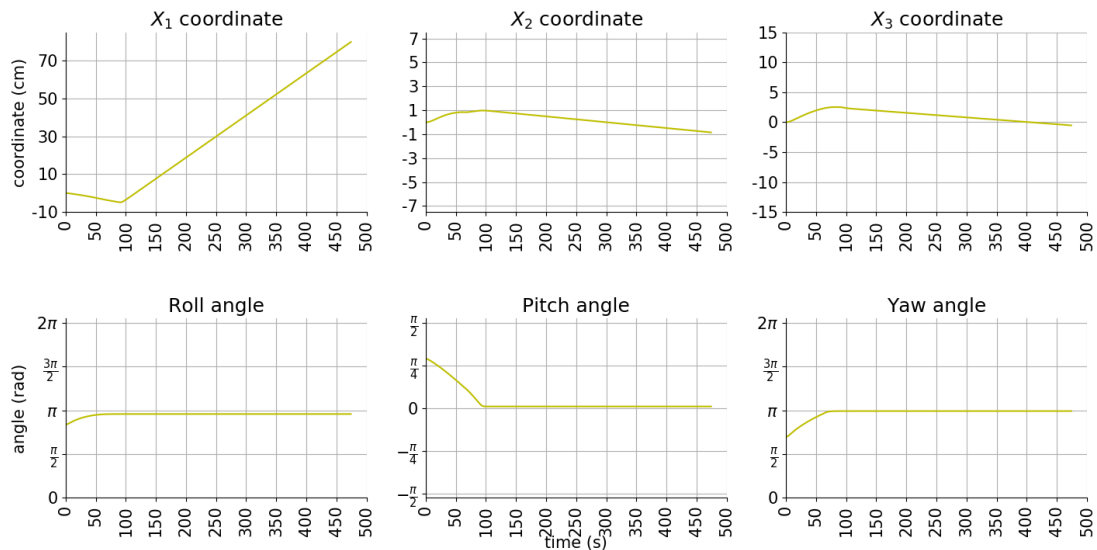 X₁ coordinate
X₂ coordinate
X₃ coordinate
coordinate (cm)
70
50
30
10
-10
0 50 100 150 200 250 300 350 400 450 500
7
5
3
1
-1
-3
-5
-7
0 50 100 150 200 250 300 350 400 450 500
15
10
5
0
-5
-10
-15
0 50 100 150 200 250 300 350 400 450 500
Roll angle
Pitch angle
Yaw angle
angle (rad)
2π
3π/2
π
π/2
0
0 50 100 150 200 250 300 350 400 450 500
π/2
π/4
0
−π/4
−π/2
0 50 100 150 200 250 300 350 400 450 500
2π
3π/2
π
π/2
0
0 50 100 150 200 250 300 350 400 450 500
time (s)